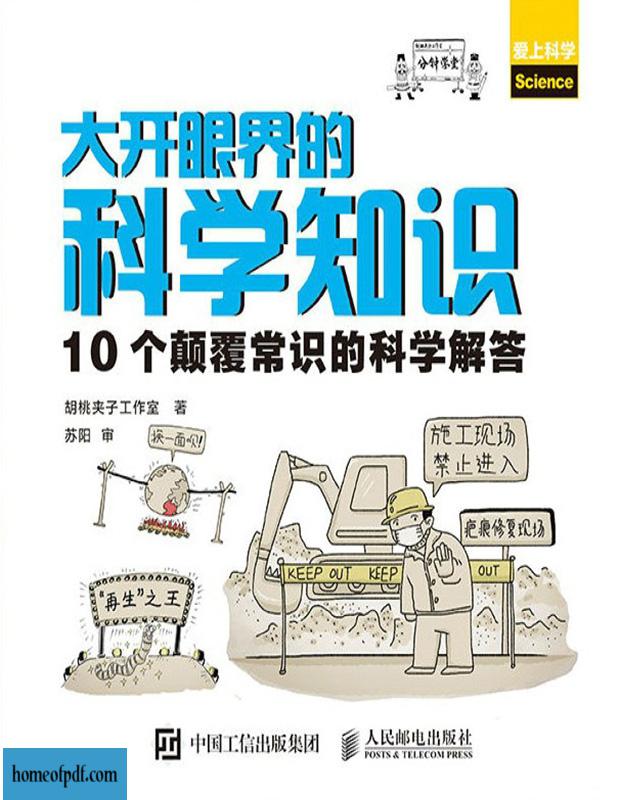 分钟学堂
爱上科学
Science
大开眼界的
科学知识
10个颠覆常识的科学解答
胡桃夹子工作室 著
苏阳 审
换一面呗!
施工现场
禁止进入
疤痕修复现场
KEEP OUT KEEP OUT
“再生”之王
中国工信出版集团
人民邮电出版社
POSTS & TELECOM PRESS
homeofpdf.com